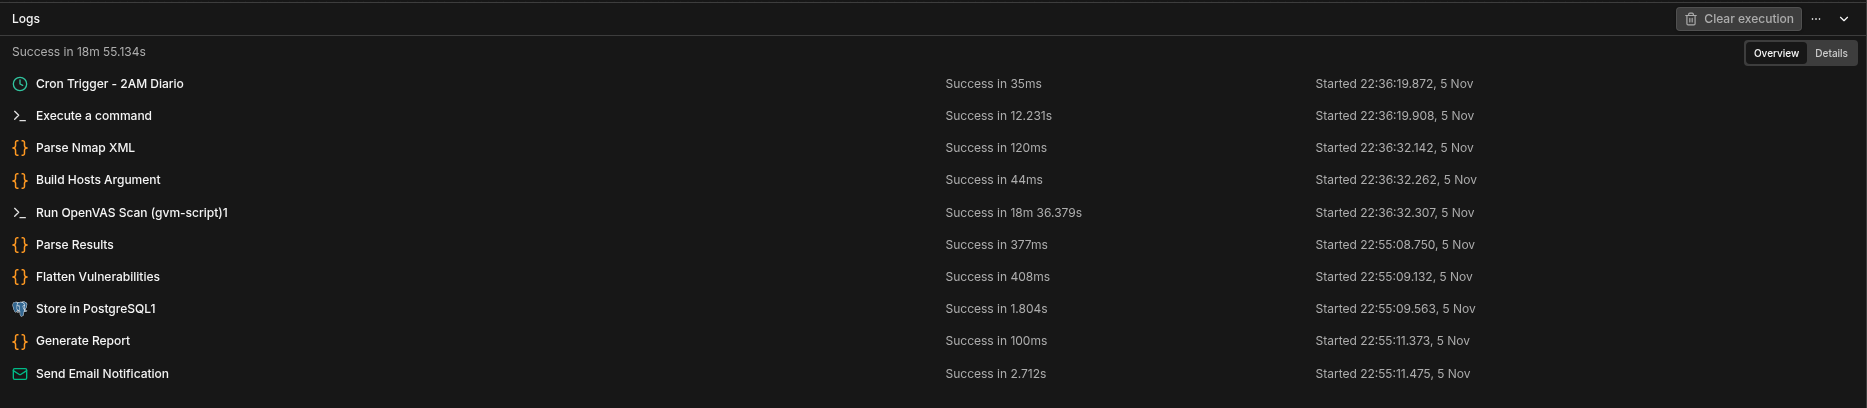 Logs
Clear execution ...
Success in 18m 55.134s
Overview Details
Cron Trigger - 2AM Diario Success in 35ms Started 22:36:19.872, 5 Nov
Execute a command Success in 12.231s Started 22:36:19.908, 5 Nov
Parse Nmap XML Success in 120ms Started 22:36:32.142, 5 Nov
Build Hosts Argument Success in 44ms Started 22:36:32.262, 5 Nov
Run OpenVAS Scan (gvm-script)1 Success in 18m 36.379s Started 22:36:32.307, 5 Nov
Parse Results Success in 377ms Started 22:55:08.750, 5 Nov
Flatten Vulnerabilities Success in 408ms Started 22:55:09.132, 5 Nov
Store in PostgreSQL1 Success in 1.804s Started 22:55:09.563, 5 Nov
Generate Report Success in 100ms Started 22:55:11.373, 5 Nov
Send Email Notification Success in 2.712s Started 22:55:11.475, 5 Nov